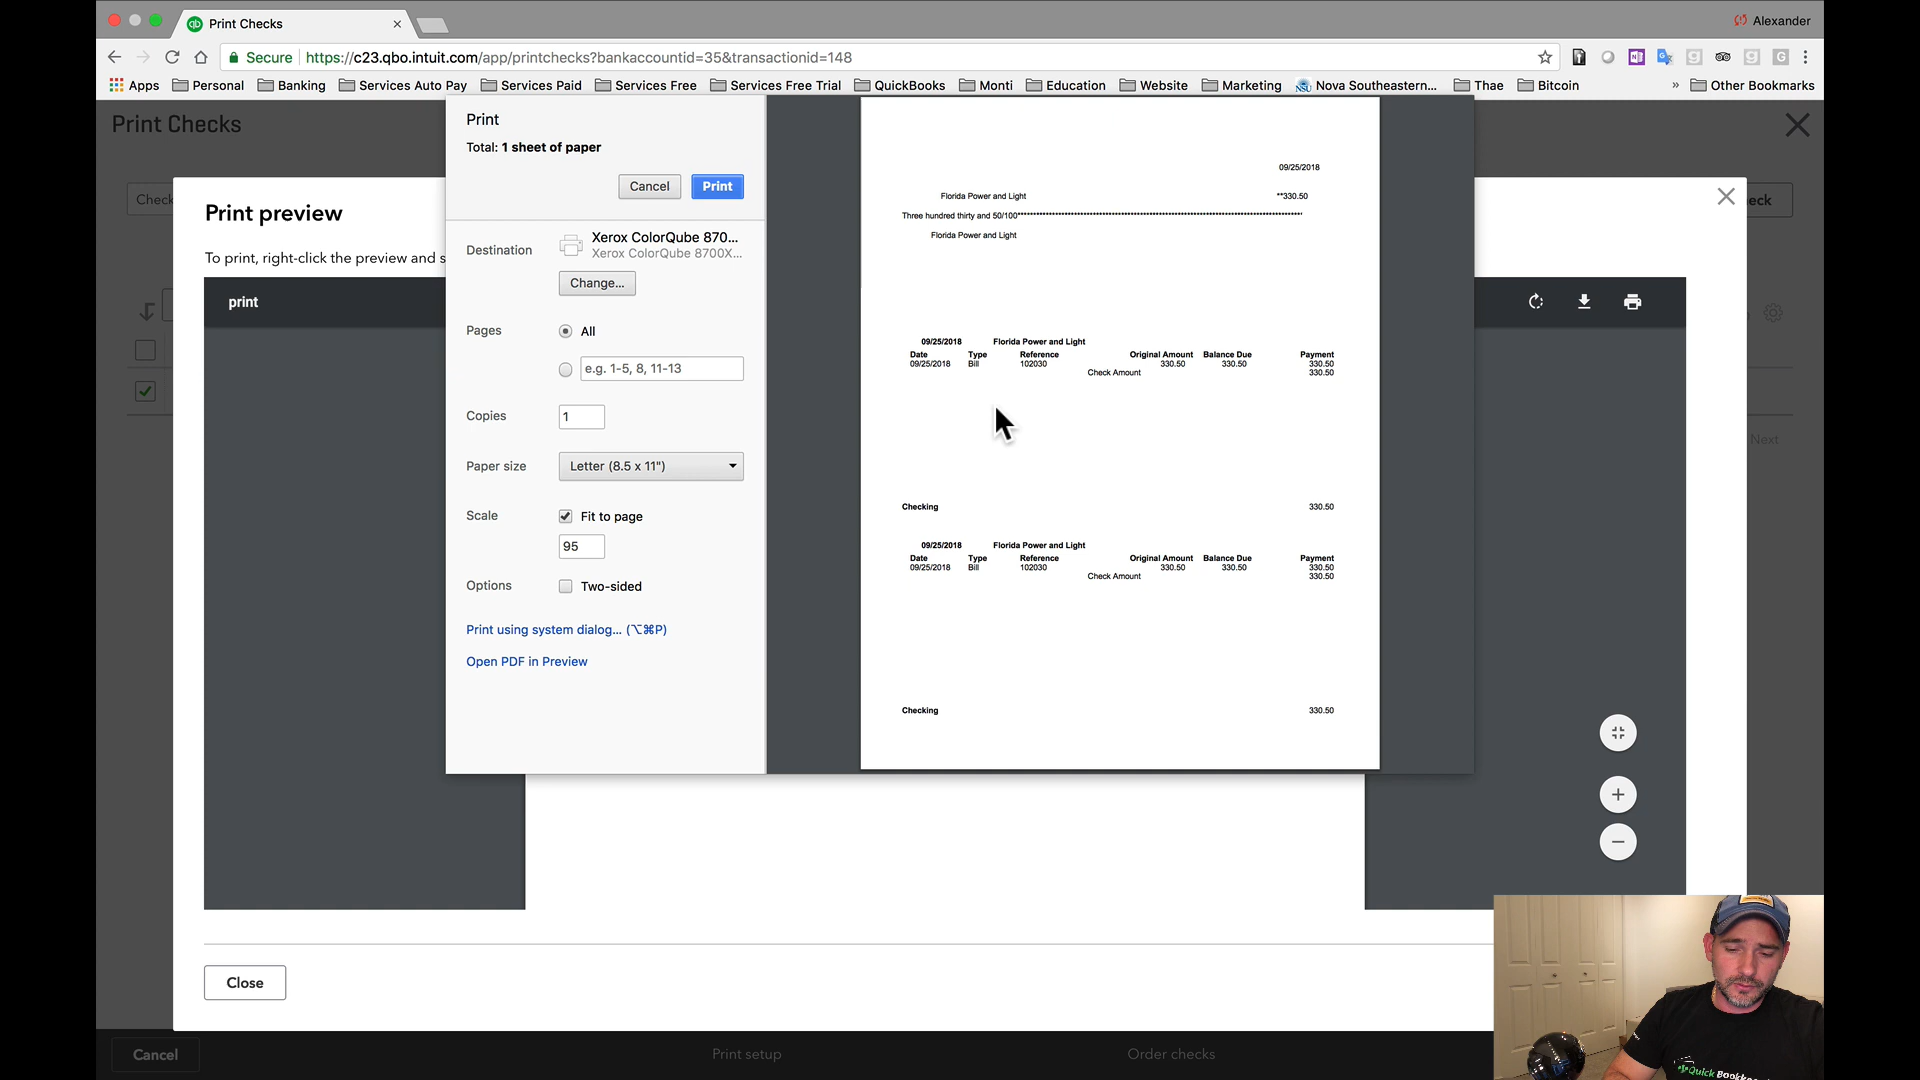 Print Checks
Alexander
Secure
https://c23.qbo.intuit.com/app/printchecks?bankaccountid=35&transactionid=148
Apps Personal Banking Services Auto Pay Services Paid Services Free Services Free Trial QuickBooks Monti Education Website Marketing Nova Southeastern... Thae Bitcoin » Other Bookmarks
Print Checks
Check
eck
Print preview
To print, right-click the preview and s
print
Next
Print
Total: 1 sheet of paper
Cancel Print
Destination
Xerox ColorQube 870...
Xerox ColorQube 8700X...
Change...
Pages
All
e.g. 1-5, 8, 11-13
Copies
1
Paper size
Letter (8.5 x 11")
Scale
Fit to page
95
Options
Two-sided
Print using system dialog... (⌥⌘P)
Open PDF in Preview
09/25/2018
Florida Power and Light **330.50
Three hundred thirty and 50/100
Florida Power and Light
09/25/2018 Florida Power and Light
Date Type Reference Original Amount Balance Due Payment
09/25/2018 Bill 102030 330.50 330.50 330.50
Check Amount 330.50
Checking 330.50
09/25/2018 Florida Power and Light
Date Type Reference Original Amount Balance Due Payment
09/25/2018 Bill 102030 330.50 330.50 330.50
Check Amount 330.50
Checking 330.50
Close
Cancel
Print setup
Order checks